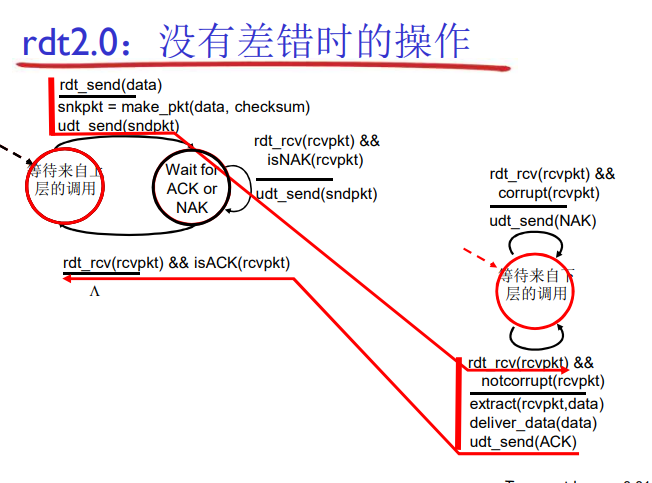 rdt2.0：没有差错时的操作
rdt_send(data)
snkpkt = make_pkt(data, checksum)
udt_send(sndpkt)
等待来自上
层的调用
Wait for
ACK or
NAK
rdt_rcv(rcvpkt) &&
isNAK(rcvpkt)
udt_send(sndpkt)
rdt_rcv(rcvpkt) && isACK(rcvpkt)
Λ
rdt_rcv(rcvpkt) &&
corrupt(rcvpkt)
udt_send(NAK)
等待来自下
层的调用
rdt_rcv(rcvpkt) &&
notcorrupt(rcvpkt)
extract(rcvpkt,data)
deliver_data(data)
udt_send(ACK)